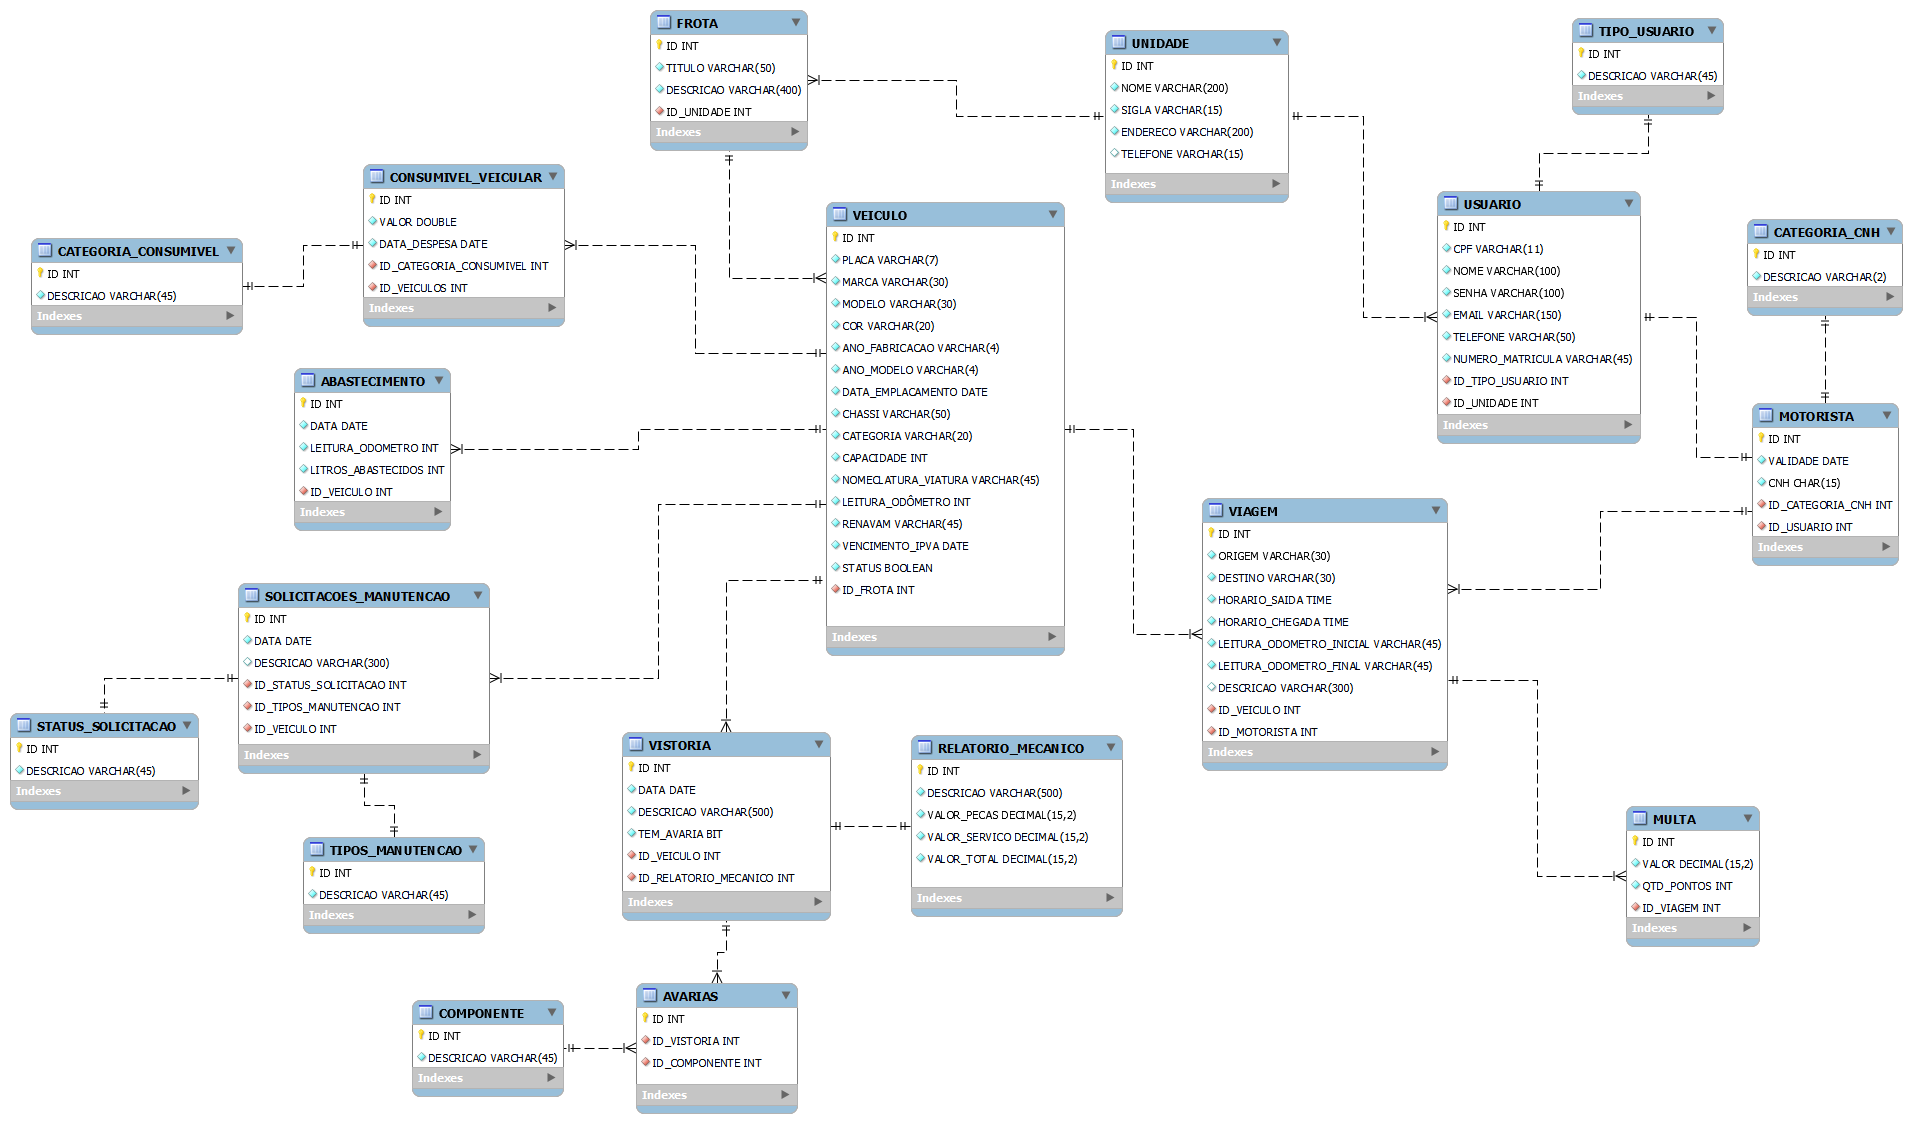 FROTA
ID INT
TITULO VARCHAR(50)
DESCRICAO VARCHAR(400)
ID_UNIDADE INT
Indexes
UNIDADE
ID INT
NOME VARCHAR(200)
SIGLA VARCHAR(15)
ENDERECO VARCHAR(200)
TELEFONE VARCHAR(15)
Indexes
TIPO_USUARIO
ID INT
DESCRICAO VARCHAR(45)
Indexes
CONSUMIVEL_VEICULAR
ID INT
VALOR DOUBLE
DATA_DESPESA DATE
ID_CATEGORIA_CONSUMIVEL INT
ID_VEICULOS INT
Indexes
CATEGORIA_CONSUMIVEL
ID INT
DESCRICAO VARCHAR(45)
Indexes
VEICULO
ID INT
PLACA VARCHAR(7)
MARCA VARCHAR(30)
MODELO VARCHAR(30)
COR VARCHAR(20)
ANO_FABRICACAO VARCHAR(4)
ANO_MODELO VARCHAR(4)
DATA_EMPLACAMENTO DATE
CHASSI VARCHAR(50)
CATEGORIA VARCHAR(20)
CAPACIDADE INT
NOMECLATURA_VIATURA VARCHAR(45)
LEITURA_ODÔMETRO INT
RENAVAM VARCHAR(45)
VENCIMENTO_IPVA DATE
STATUS BOOLEAN
ID_FROTA INT
Indexes
USUARIO
ID INT
CPF VARCHAR(11)
NOME VARCHAR(100)
SENHA VARCHAR(100)
EMAIL VARCHAR(150)
TELEFONE VARCHAR(50)
NUMERO_MATRICULA VARCHAR(45)
ID_TIPO_USUARIO INT
ID_UNIDADE INT
Indexes
CATEGORIA_CNH
ID INT
DESCRICAO VARCHAR(2)
Indexes
ABASTECIMENTO
ID INT
DATA DATE
LEITURA_ODOMETRO INT
LITROS_ABASTECIDOS INT
ID_VEICULO INT
Indexes
MOTORISTA
ID INT
VALIDADE DATE
CNH CHAR(15)
ID_CATEGORIA_CNH INT
ID_USUARIO INT
Indexes
VIAGEM
ID INT
ORIGEM VARCHAR(30)
DESTINO VARCHAR(30)
HORARIO_SAIDA TIME
HORARIO_CHEGADA TIME
LEITURA_ODOMETRO_INICIAL VARCHAR(45)
LEITURA_ODOMETRO_FINAL VARCHAR(45)
DESCRICAO VARCHAR(300)
ID_VEICULO INT
ID_MOTORISTA INT
Indexes
SOLICITACOES_MANUTENCAO
ID INT
DATA DATE
DESCRICAO VARCHAR(300)
ID_STATUS_SOLICITACAO INT
ID_TIPOS_MANUTENCAO INT
ID_VEICULO INT
Indexes
STATUS_SOLICITACAO
ID INT
DESCRICAO VARCHAR(45)
Indexes
VISTORIA
ID INT
DATA DATE
DESCRICAO VARCHAR(500)
TEM_AVARIA BIT
ID_VEICULO INT
ID_RELATORIO_MECANICO INT
Indexes
RELATORIO_MECANICO
ID INT
DESCRICAO VARCHAR(500)
VALOR_PECAS DECIMAL(15,2)
VALOR_SERVICO DECIMAL(15,2)
VALOR_TOTAL DECIMAL(15,2)
Indexes
MULTA
ID INT
VALOR DECIMAL(15,2)
QTD_PONTOS INT
ID_VIAGEM INT
Indexes
TIPOS_MANUTENCAO
ID INT
DESCRICAO VARCHAR(45)
Indexes
AVARIAS
ID INT
ID_VISTORIA INT
ID_COMPONENTE INT
Indexes
COMPONENTE
ID INT
DESCRICAO VARCHAR(45)
Indexes